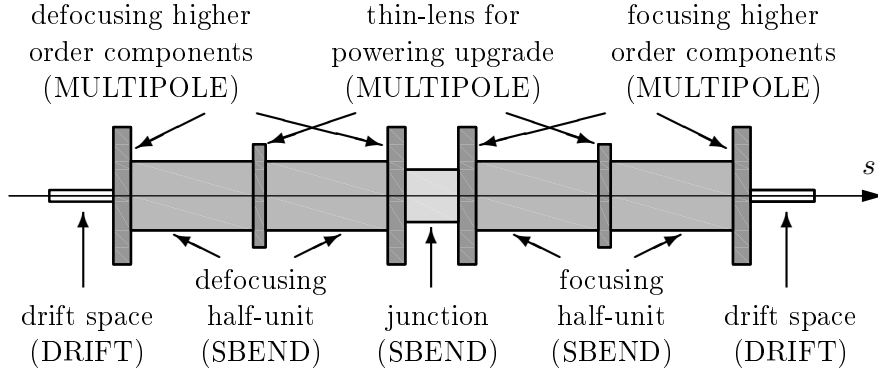 defocusing higher
order components
(MULTIPOLE)
thin-lens for
powering upgrade
(MULTIPOLE)
focusing higher
order components
(MULTIPOLE)
s
defocusing
half-unit
(SBEND)
focusing
half-unit
(SBEND)
drift space
(DRIFT)
junction
(SBEND)
drift space
(DRIFT)